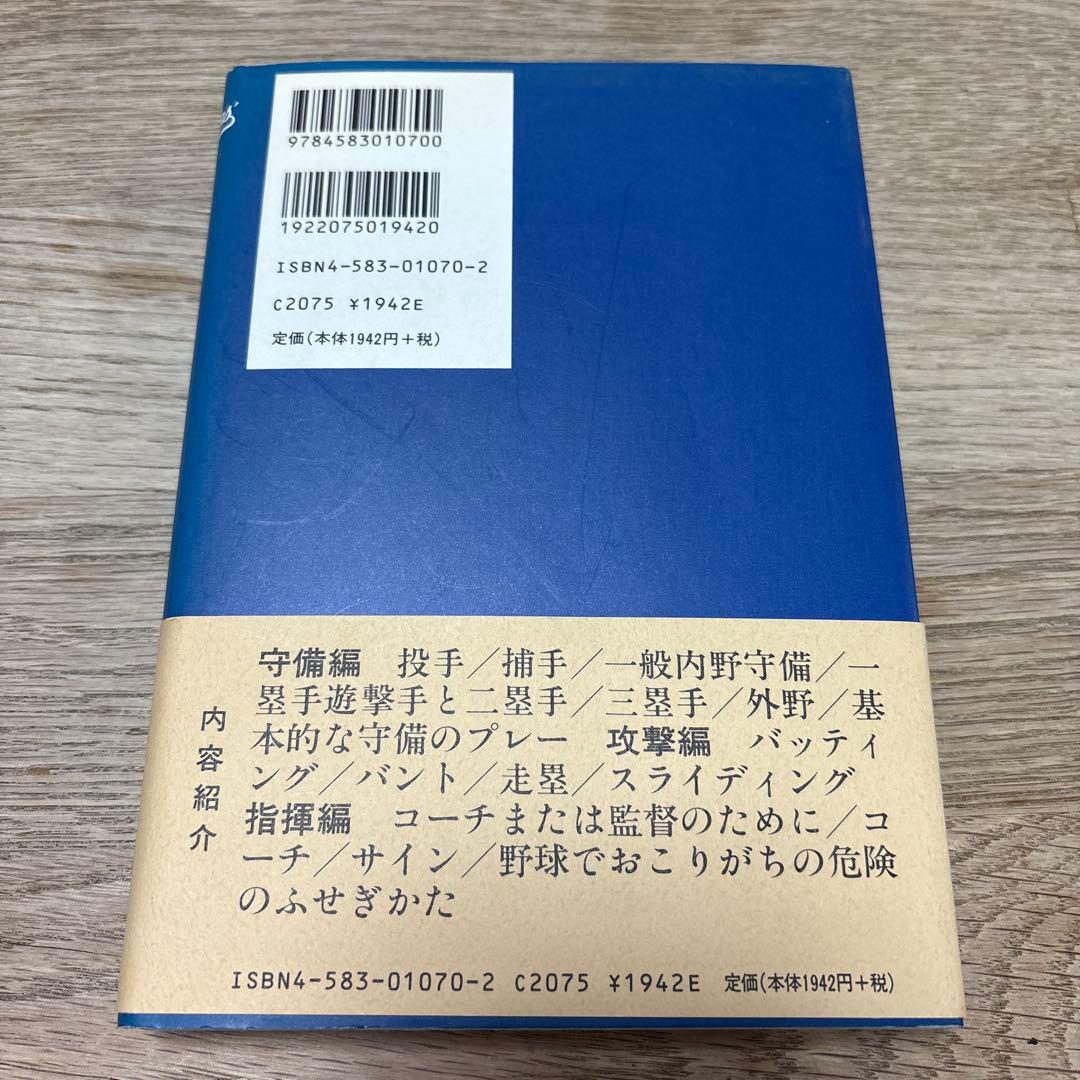 9784583010700
1922075019420
ISBN4-583-01070-2
C2075 ¥1942E
定価(本体1942円+税)
内容紹介
守備編 投手/捕手/一般内野守備/一
塁手遊撃手と二塁手/三塁手/外野/基
本的な守備のプレー 攻撃編 バッティ
ング/バント/走塁/スライディング
指揮編 コーチまたは監督のために/コ
ーチ/サイン/野球でおこりがちの危険
のふせぎかた
ISBN4-583-01070-2 C2075 ¥1942E 定価(本体1942円+税)